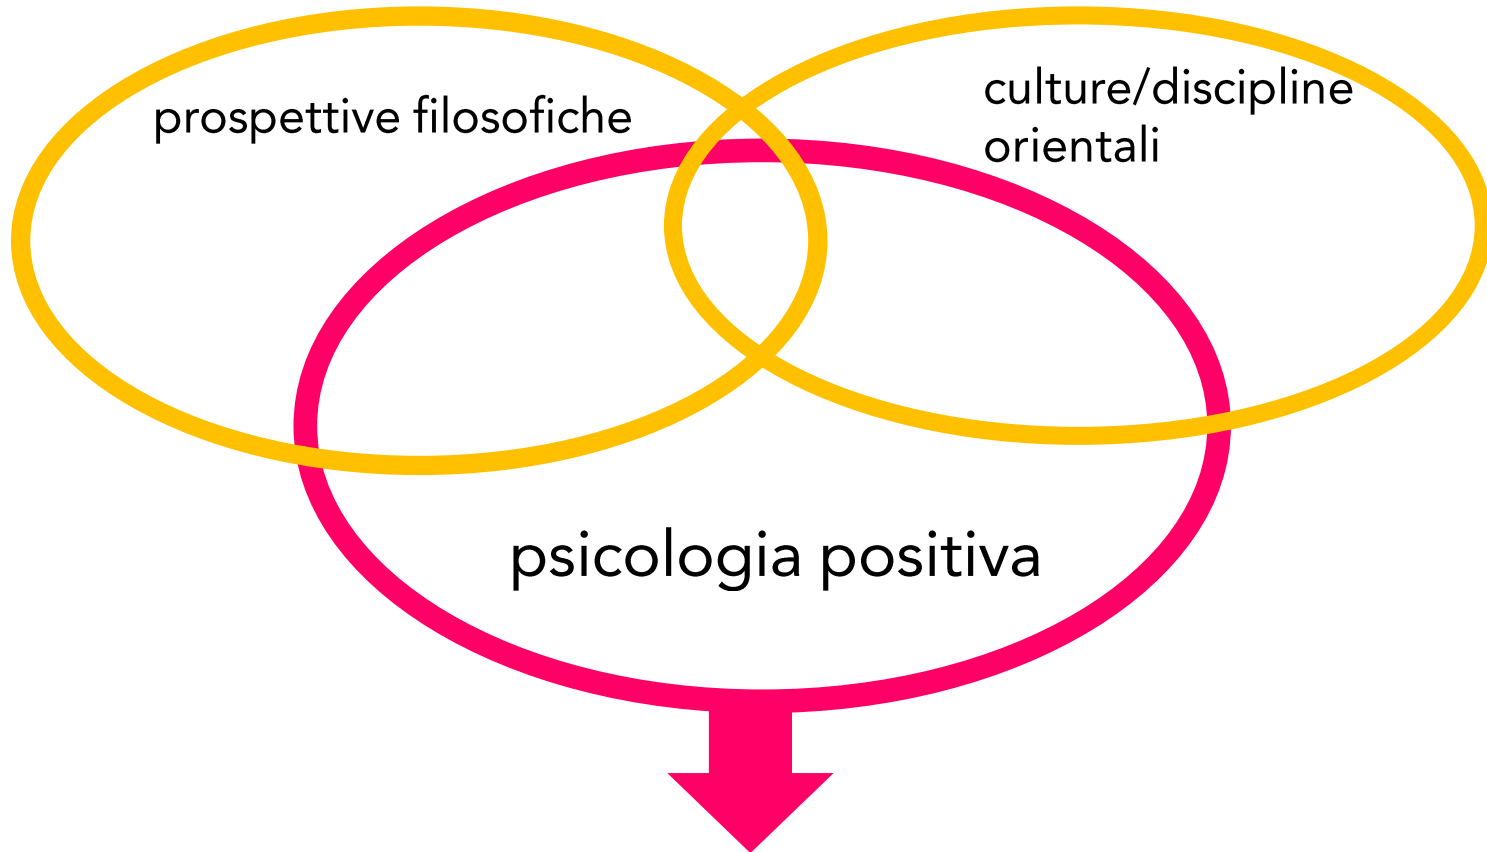 prospettive filosofiche
culture/discipline
orientali
psicologia positiva